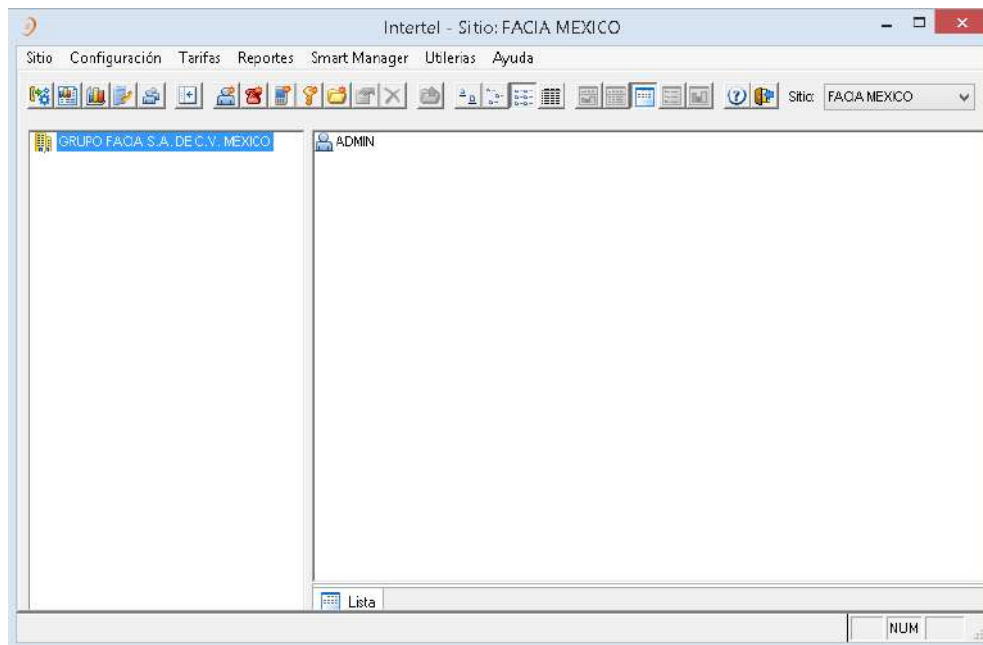 Intertel - Sitio: FACIA MEXICO
Sitio Configuración Tarifas Reportes Smart Manager Utilerias Ayuda
Sitio: FACIA MEXICO
GRUPO FACIA S.A. DE C.V. MEXICO
ADMIN
Lista
NUM